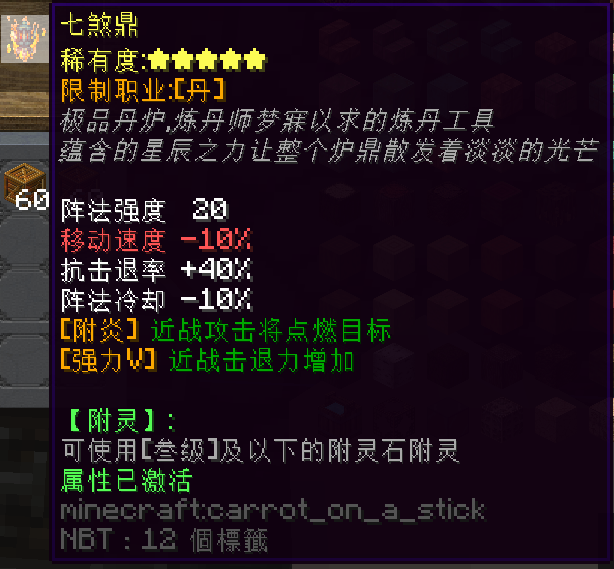 七煞鼎
稀有度:★★★★★
限制职业:[丹]
极品丹炉,炼丹师梦寐以求的炼丹工具
蕴含的星辰之力让整个炉鼎散发着淡淡的光芒
60
阵法强度 20
移动速度 -10%
抗击退率 +40%
阵法冷却 -10%
[附炎] 近战攻击将点燃目标
[强力V] 近战击退力增加
【附灵】:
可使用[叁级]及以下的附灵石附灵
属性已激活
minecraft:carrot_on_a_stick
NBT : 12 個標籤